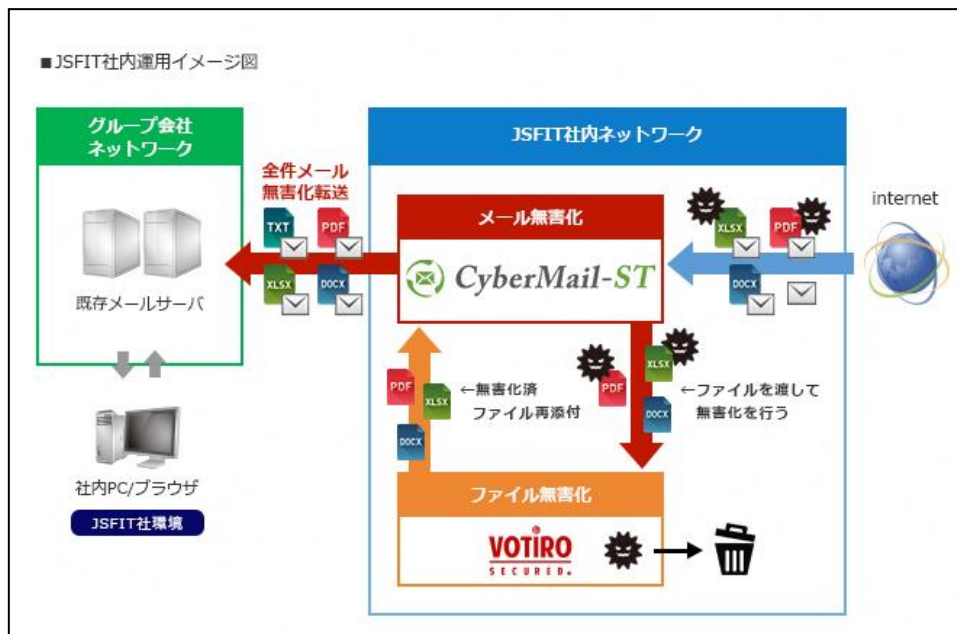 ■JSFIT社内運用イメージ図
グループ会社
ネットワーク
JSFIT社内ネットワーク
全件メール
無害化転送
TXT
PDF
XLSX
DOCX
メール無害化
CyberMail-ST
XLSX
PDF
DOCX
internet
既存メールサーバ
PDF
XLSX
DOCX
←無害化済
ファイル再添付
PDF
XLSX
DOCX
←ファイルを渡して
無害化を行う
社内PC/ブラウザ
JSFIT社環境
ファイル無害化
VOTIRO
SECURED.